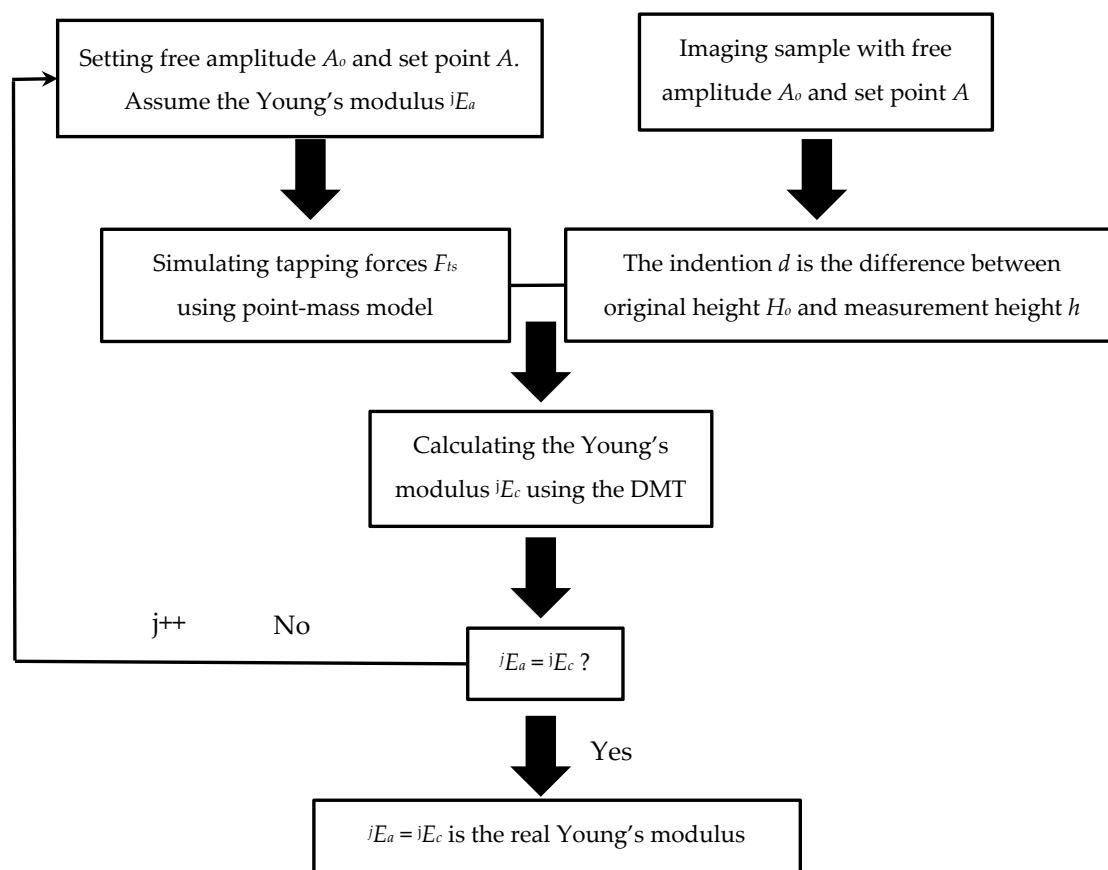 Setting free amplitude Aₒ and set point A.
Assume the Young's modulus ʲEₐ
Imaging sample with free
amplitude Aₒ and set point A
Simulating tapping forces Fts
using point-mass model
The indention d is the difference between
original height Hₒ and measurement height h
Calculating the Young's
modulus ʲEc using the DMT
j++ No
ʲEₐ = ʲEc ?
Yes
ʲEₐ = ʲEc is the real Young's modulus